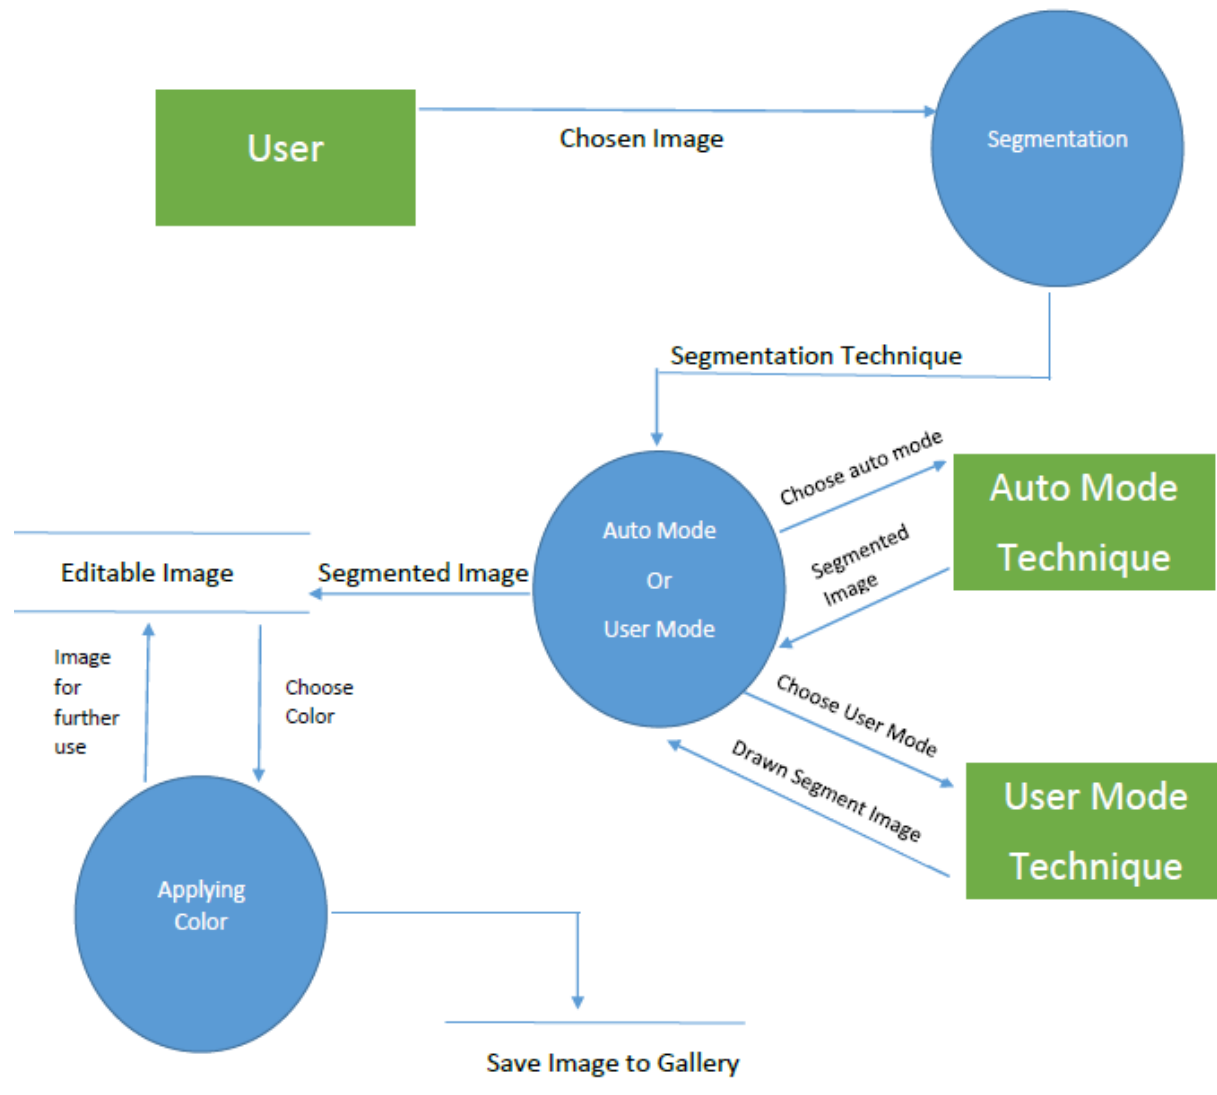 User
Chosen Image
Segmentation
Segmentation Technique
Choose auto mode
Auto Mode
Technique
Segmented
Image
Auto Mode
Or
User Mode
Segmented Image
Editable Image
Image
for
further
use
Choose
Color
Choose User Mode
Drawn Segment Image
User Mode
Technique
Applying
Color
Save Image to Gallery